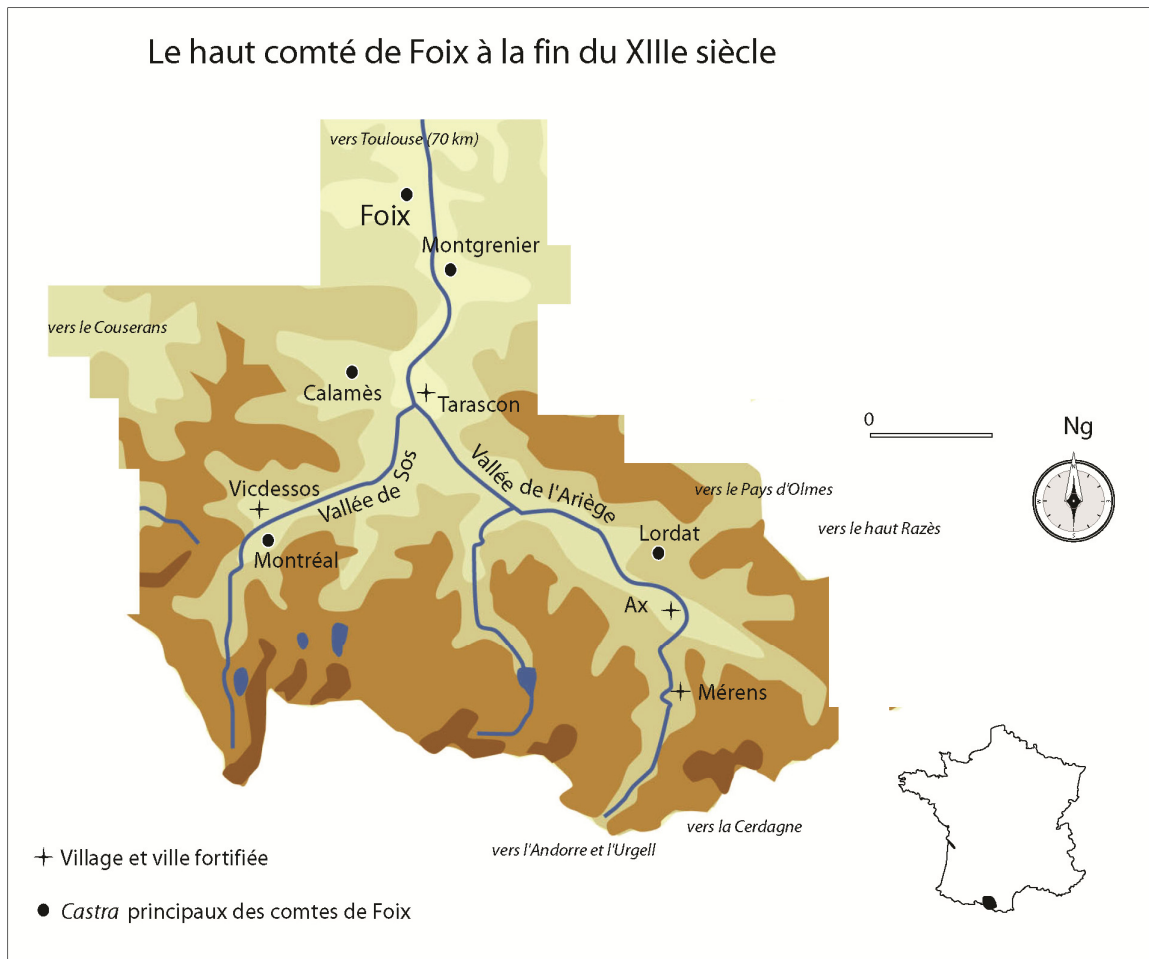 Le haut comté de Foix à la fin du XIIIe siècle
vers Toulouse (70 km)
Foix
Montgrenier
vers le Couserans
Calamès
Tarascon
0
Ng
Vallée de Sos
Vallée de l'Ariège
Vicdessos
vers le Pays d'Olmes
vers le haut Razès
Lordat
Montréal
Ax
Mérens
vers la Cerdagne
vers l'Andorre et l'Urgell
Village et ville fortifiée
Castra principaux des comtes de Foix